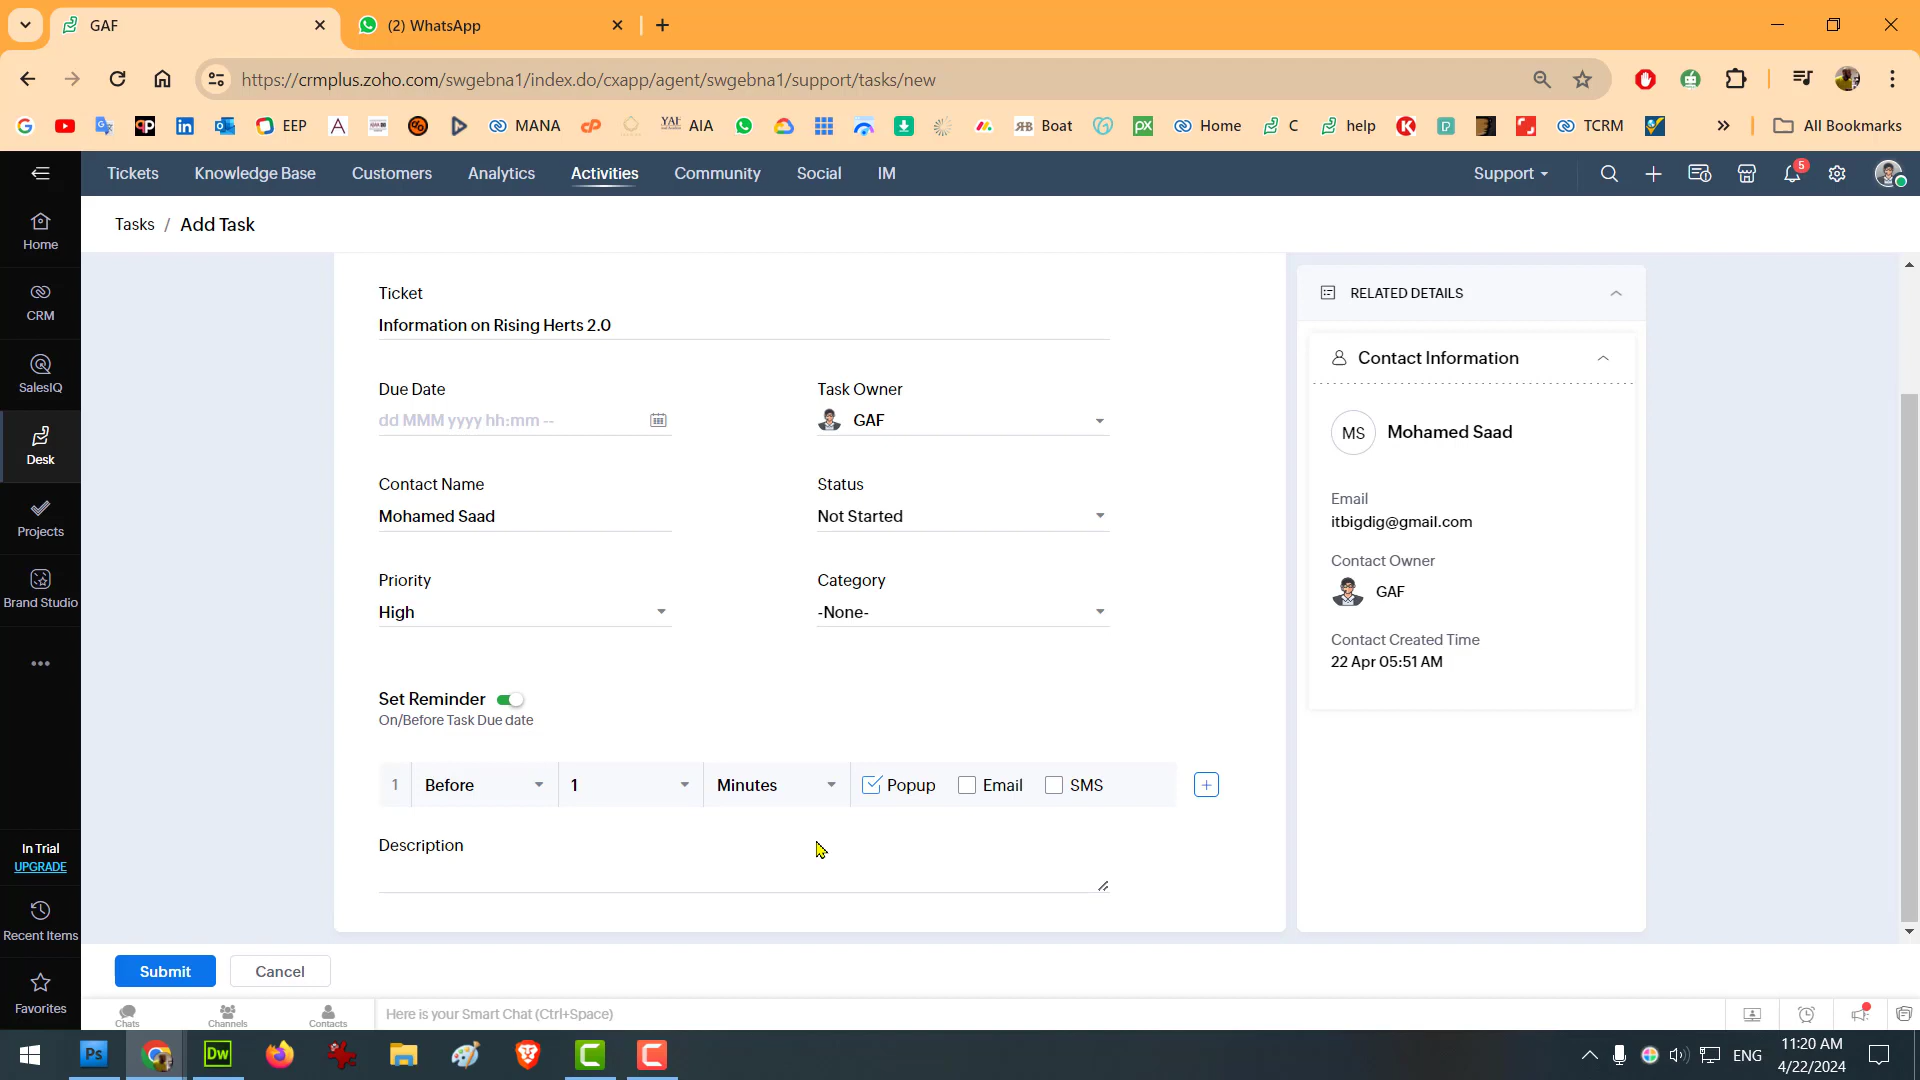 GAF
(2) WhatsApp
https://crmplus.zoho.com/swgebna1/index.do/cxapp/agent/swgebna1/support/tasks/new
EEP
MANA
YAF AIA
Boat
Home
C
help
TCRM
All Bookmarks
Tickets
Knowledge Base
Customers
Analytics
Activities
Community
Social
IM
Support
5
Tasks / Add Task
Home
CRM
SalesIQ
Desk
Projects
Brand Studio
In Trial
UPGRADE
Recent Items
Favorites
Ticket
Information on Rising Herts 2.0
Due Date
dd MMM yyyy hh:mm --
Task Owner
GAF
Contact Name
Mohamed Saad
Status
Not Started
Priority
High
Category
-None-
Set Reminder
On/Before Task Due date
1
Before
1
Minutes
Popup
Email
SMS
Description
RELATED DETAILS
Contact Information
MS
Mohamed Saad
Email
itbigdig@gmail.com
Contact Owner
GAF
Contact Created Time
22 Apr 05:51 AM
Submit
Cancel
Chats
Channels
Contacts
Here is your Smart Chat (Ctrl+Space)
Ps
Dw
ENG
11:20 AM
4/22/2024